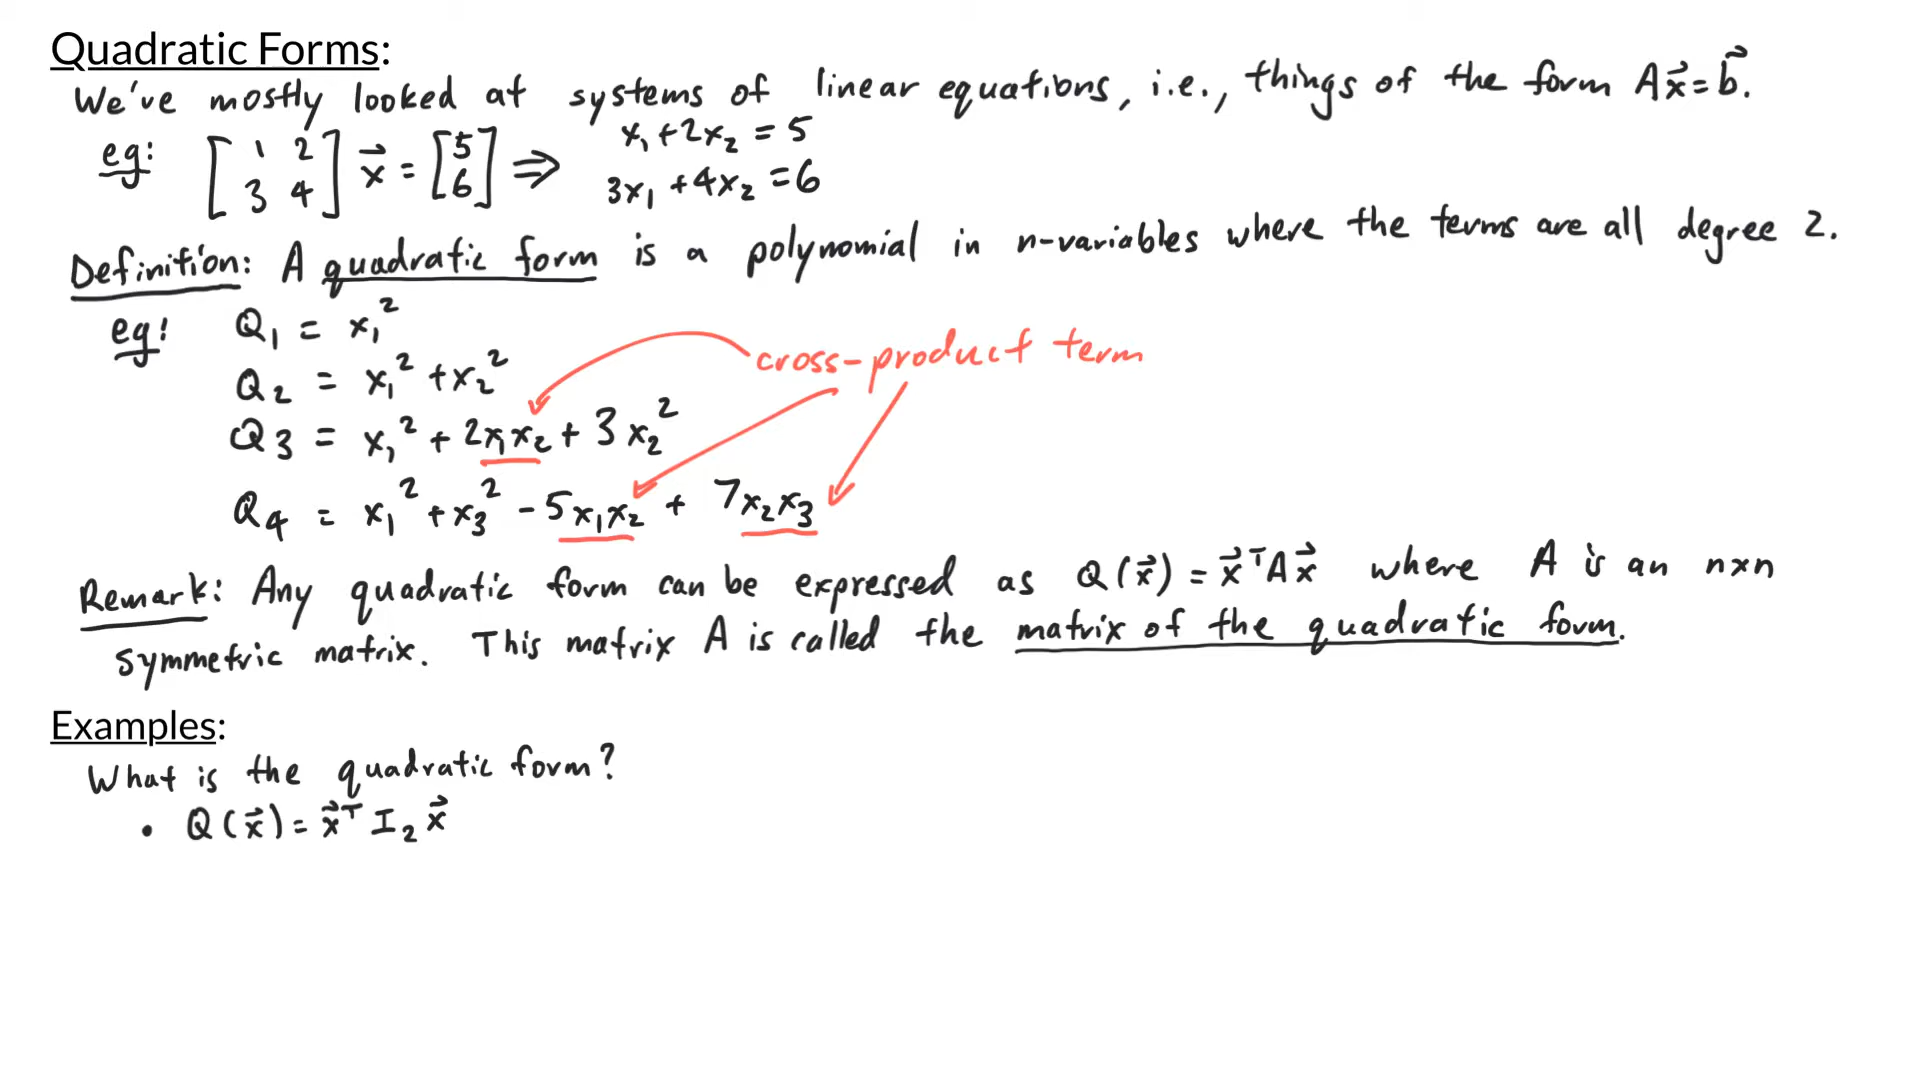 Quadratic Forms:
We've mostly looked at systems of linear equations, i.e., things of the form Ax⃗ = b⃗.
eg: [1 2; 3 4] x⃗ = [5; 6] ⇒ x₁ + 2x₂ = 5
3x₁ + 4x₂ = 6
Definition: A quadratic form is a polynomial in n-variables where the terms are all degree 2.
eg: Q₁ = x₁²
cross-product term
Q₂ = x₁² + x₂²
Q₃ = x₁² + 2x₁x₂ + 3x₂²
Q₄ = x₁² + x₃² - 5x₁x₂ + 7x₂x₃
Remark: Any quadratic form can be expressed as Q(x⃗) = x⃗ᵀAx⃗ where A is an n×n
symmetric matrix. This matrix A is called the matrix of the quadratic form.
Examples:
What is the quadratic form?
• Q(x⃗) = x⃗ᵀ I₂ x⃗